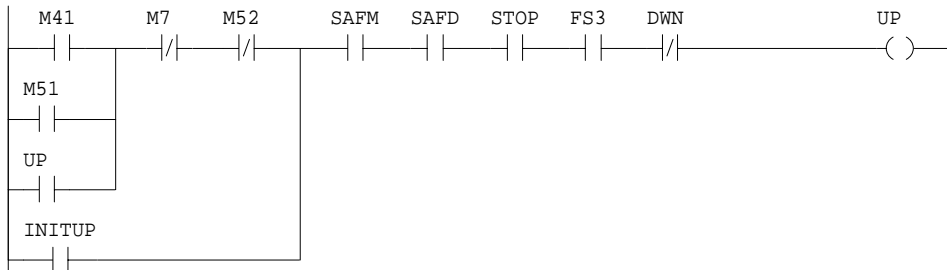 M41 M7 M52 SAFM SAFD STOP FS3 DWN UP
M51
UP
INITUP